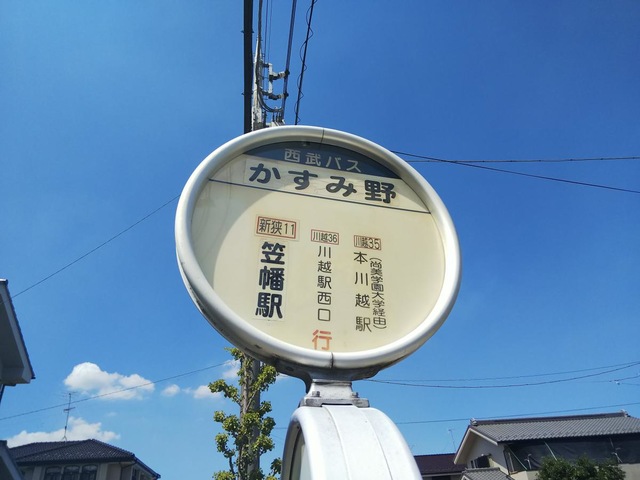 西武バス
かすみ野
新狭11
笠幡駅
川越36
川越駅西口
川越35
本川越駅
(尚美学園大学経由)
行